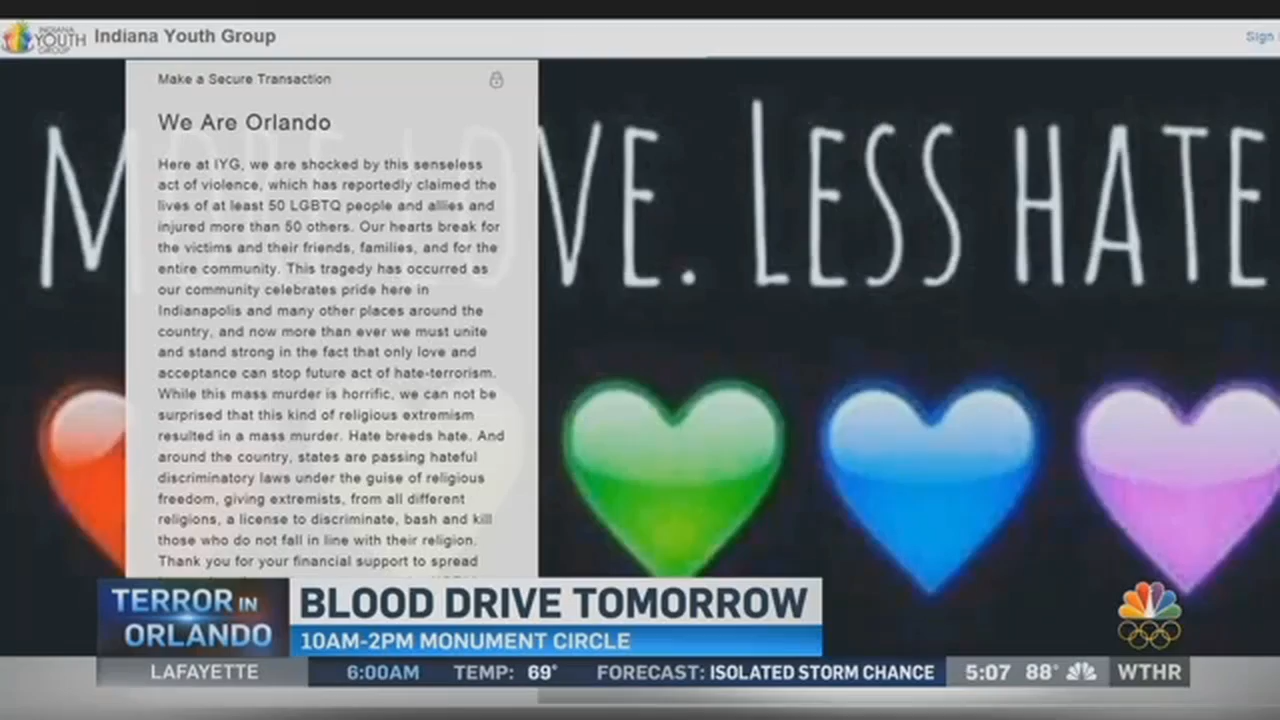 INDIANA
YOUTH
GROUP
Indiana Youth Group
Sign
Make a Secure Transaction
We Are Orlando
MORE LOVE. LESS HATE
Here at IYG, we are shocked by this senseless
act of violence, which has reportedly claimed the
lives of at least 50 LGBTQ people and allies and
injured more than 50 others. Our hearts break for
the victims and their friends, families, and for the
entire community. This tragedy has occurred as
our community celebrates pride here in
Indianapolis and many other places around the
country, and now more than ever we must unite
and stand strong in the fact that only love and
acceptance can stop future act of hate-terrorism.
While this mass murder is horrific, we can not be
surprised that this kind of religious extremism
resulted in a mass murder. Hate breeds hate. And
around the country, states are passing hateful
discriminatory laws under the guise of religious
freedom, giving extremists, from all different
religions, a license to discriminate, bash and kill
those who do not fall in line with their religion.
Thank you for your financial support to spread
TERROR IN
ORLANDO
BLOOD DRIVE TOMORROW
10AM-2PM MONUMENT CIRCLE
LAFAYETTE 6:00AM TEMP: 69° FORECAST: ISOLATED STORM CHANCE 5:07 88° WTHR